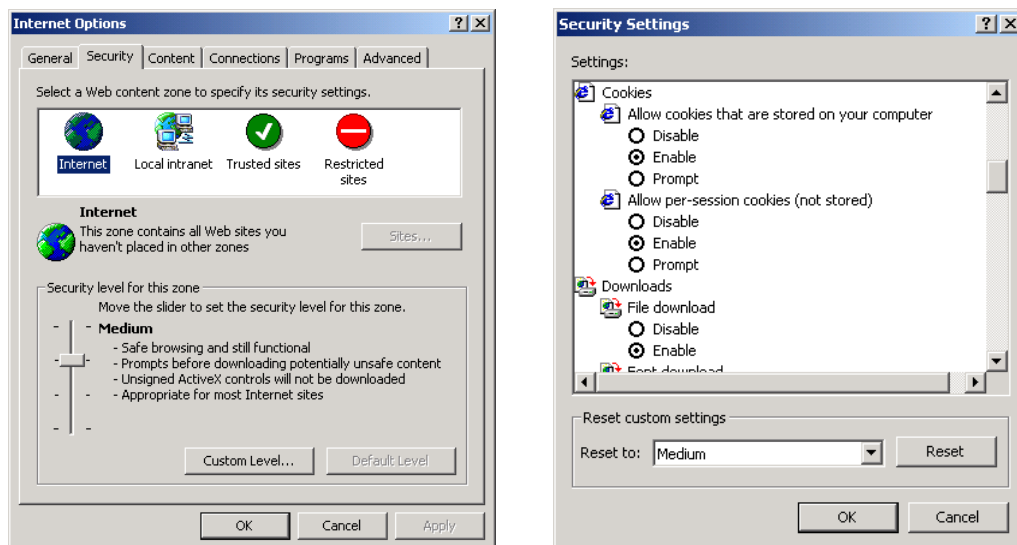 Internet Options
General Security Content Connections Programs Advanced
Select a Web content zone to specify its security settings.
Internet Local intranet Trusted sites Restricted
sites
Internet
This zone contains all Web sites you
haven't placed in other zones
Sites...
Security level for this zone
Move the slider to set the security level for this zone.
Medium
- Safe browsing and still functional
- Prompts before downloading potentially unsafe content
- Unsigned ActiveX controls will not be downloaded
- Appropriate for most Internet sites
Custom Level... Default Level
OK Cancel Apply
Security Settings
Settings:
Cookies
Allow cookies that are stored on your computer
Disable
Enable
Prompt
Allow per-session cookies (not stored)
Disable
Enable
Prompt
Downloads
File download
Disable
Enable
Font download
Reset custom settings
Reset to: Medium Reset
OK Cancel